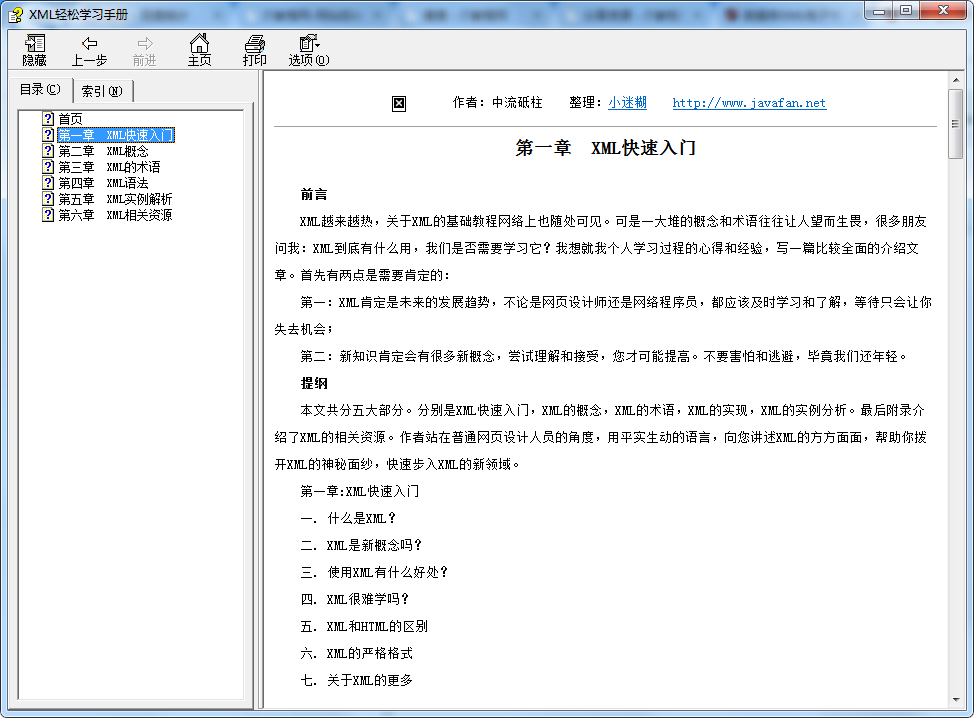 XML轻松学习手册
隐藏 上一步 前进 主页 打印 选项(O)
目录(C) 索引(N)
首页
第一章 XML快速入门
第二章 XML概念
第三章 XML的术语
第四章 XML语法
第五章 XML实例解析
第六章 XML相关资源
作者：中流砥柱 整理：小迷糊 http://www.javafan.net
第一章 XML快速入门
前言
XML越来越热，关于XML的基础教程网络上也随处可见。可是一大堆的概念和术语往往让人望而生畏，很多朋友
问我：XML到底有什么用，我们是否需要学习它？我想就我个人学习过程的心得和经验，写一篇比较全面的介绍文
章。首先有两点是需要肯定的：
第一：XML肯定是未来的发展趋势，不论是网页设计师还是网络程序员，都应该及时学习和了解，等待只会让你
失去机会；
第二：新知识肯定会有很多新概念，尝试理解和接受，您才可能提高。不要害怕和逃避，毕竟我们还年轻。
提纲
本文共分五大部分。分别是XML快速入门，XML的概念，XML的术语，XML的实现，XML的实例分析。最后附录介
绍了XML的相关资源。作者站在普通网页设计人员的角度，用平实生动的语言，向您讲述XML的方方面面，帮助你拨
开XML的神秘面纱，快速步入XML的新领域。
第一章:XML快速入门
一. 什么是XML？
二. XML是新概念吗？
三. 使用XML有什么好处？
四. XML很难学吗？
五. XML和HTML的区别
六. XML的严格格式
七. 关于XML的更多